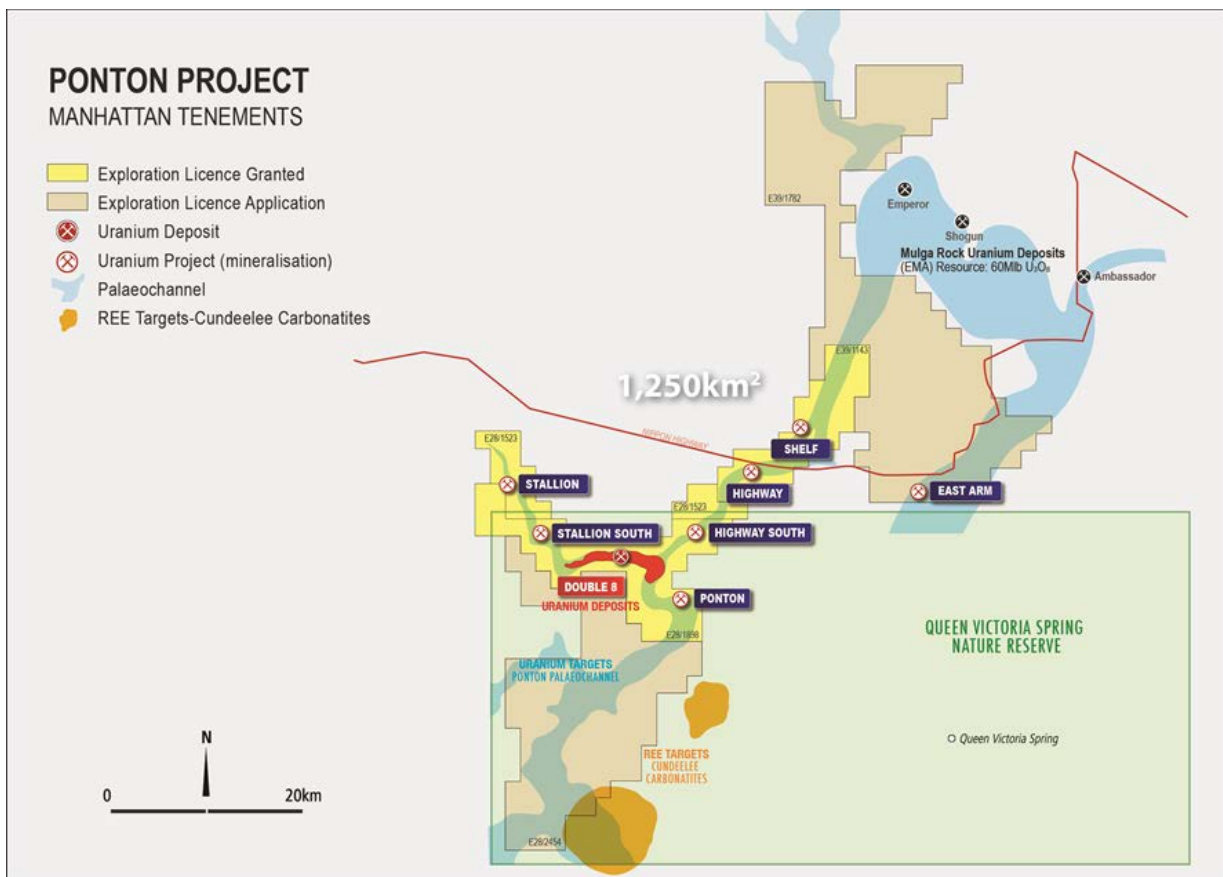 PONTON PROJECT
MANHATTAN TENEMENTS
Exploration Licence Granted
Exploration Licence Application
Uranium Deposit
Uranium Project (mineralisation)
Palaeochannel
REE Targets-Cundeelee Carbonatites
E39/1782
Emperor
Shogun
Mulga Rock Uranium Deposits
(EMA) Resource: 60Mlb U₃O₈
Ambassador
E39/1143
1,250km²
NIPPON HIGHWAY
SHELF
E28/1523
STALLION
HIGHWAY
EAST ARM
E28/1523
STALLION SOUTH
HIGHWAY SOUTH
DOUBLE 8
URANIUM DEPOSITS
PONTON
E28/1898
QUEEN VICTORIA SPRING
NATURE RESERVE
URANIUM TARGETS
PONTON PALAEOCHANNEL
Queen Victoria Spring
REE TARGETS
CUNDEELEE
CARBONATITES
N
0 20km
E28/2454